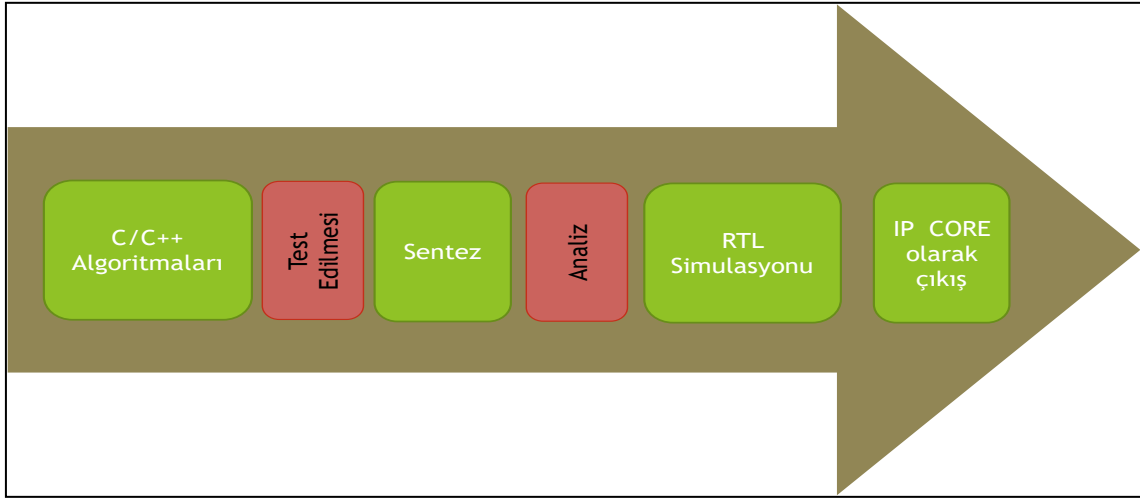 C/C++
Algoritmaları
Test
Edilmesi
Sentez
Analiz
RTL
Simulasyonu
IP CORE
olarak
çıkış